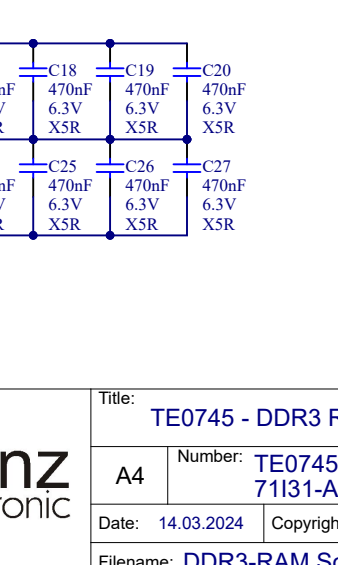 C18
470nF
6.3V
X5R
C19
470nF
6.3V
X5R
C20
470nF
6.3V
X5R
C25
470nF
6.3V
X5R
C26
470nF
6.3V
X5R
C27
470nF
6.3V
X5R
Title:
TE0745 - DDR3 R
A4
Number: TE0745
71I31-A
Date: 14.03.2024
Copyrigh
Filename: DDR3-RAM.Sc
nz
ronic